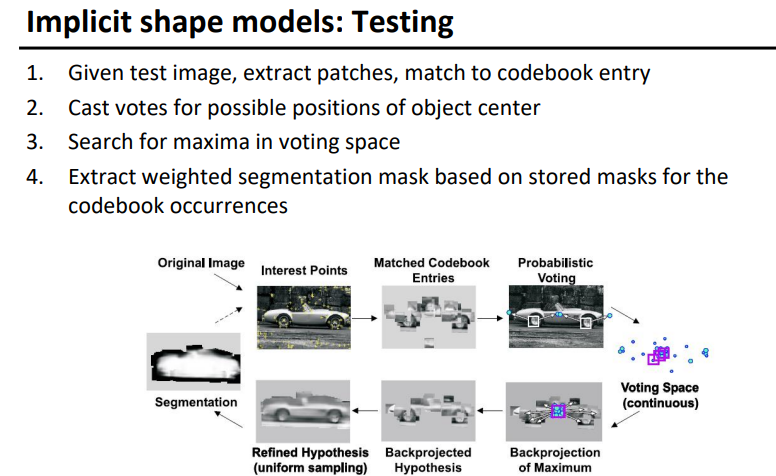 Implicit shape models: Testing
1. Given test image, extract patches, match to codebook entry
2. Cast votes for possible positions of object center
3. Search for maxima in voting space
4. Extract weighted segmentation mask based on stored masks for the
codebook occurrences
Original Image
Interest Points
Matched Codebook
Entries
Probabilistic
Voting
Voting Space
(continuous)
Segmentation
Refined Hypothesis
(uniform sampling)
Backprojected
Hypothesis
Backprojection
of Maximum